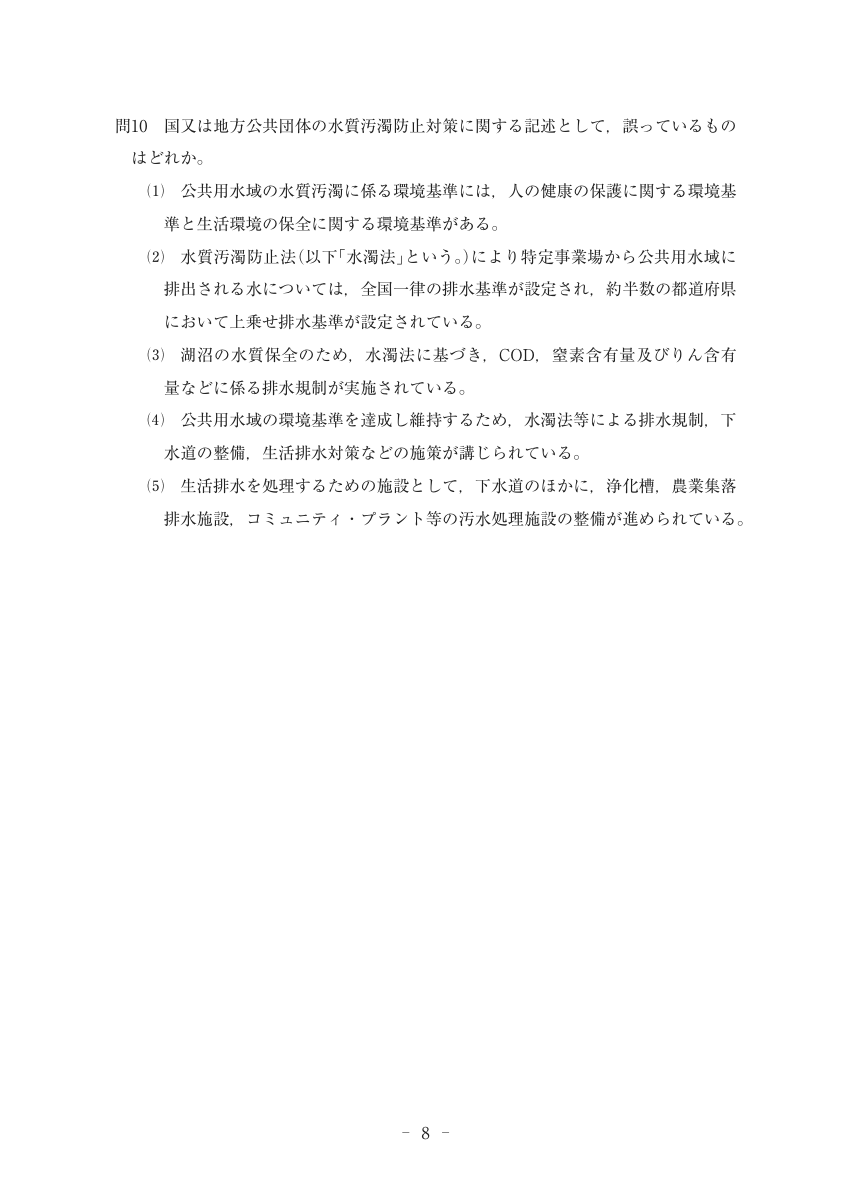 問10　国又は地方公共団体の水質汚濁防止対策に関する記述として，誤っているもの
はどれか。
⑴　公共用水域の水質汚濁に係る環境基準には，人の健康の保護に関する環境基
準と生活環境の保全に関する環境基準がある。
⑵　水質汚濁防止法（以下「水濁法」という。）により特定事業場から公共用水域に
排出される水については，全国一律の排水基準が設定され，約半数の都道府県
において上乗せ排水基準が設定されている。
⑶　湖沼の水質保全のため，水濁法に基づき，COD，窒素含有量及びりん含有
量などに係る排水規制が実施されている。
⑷　公共用水域の環境基準を達成し維持するため，水濁法等による排水規制，下
水道の整備，生活排水対策などの施策が講じられている。
⑸　生活排水を処理するための施設として，下水道のほかに，浄化槽，農業集落
排水施設，コミュニティ・プラント等の汚水処理施設の整備が進められている。
－ 8 －